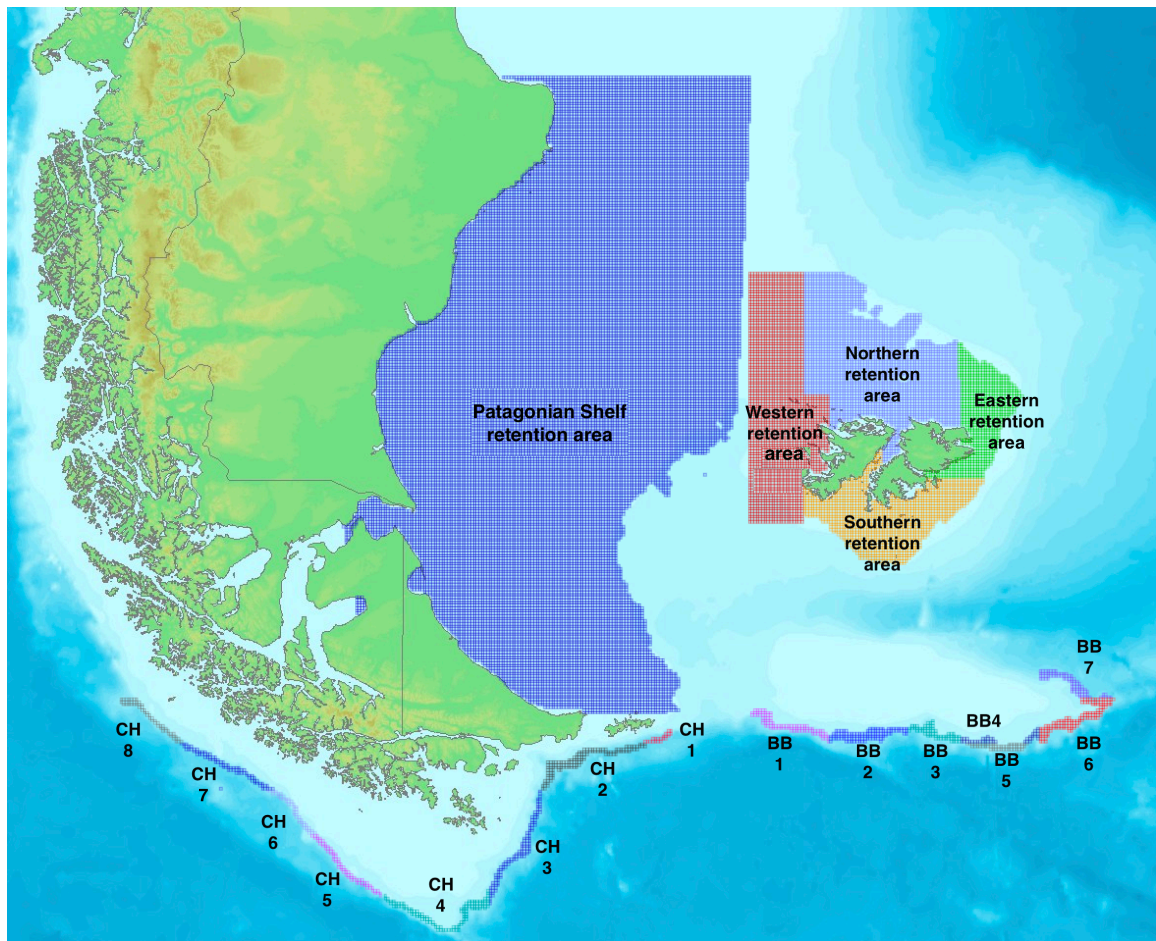 Northern
retention
area
Eastern
retention
area
Patagonian Shelf
retention area
Western
retention
area
Southern
retention
area
BB
7
CH
8
CH
1
BB4
BB
1
BB
2
BB
3
BB
5
BB
6
CH
2
CH
7
CH
6
CH
3
CH
5
CH
4